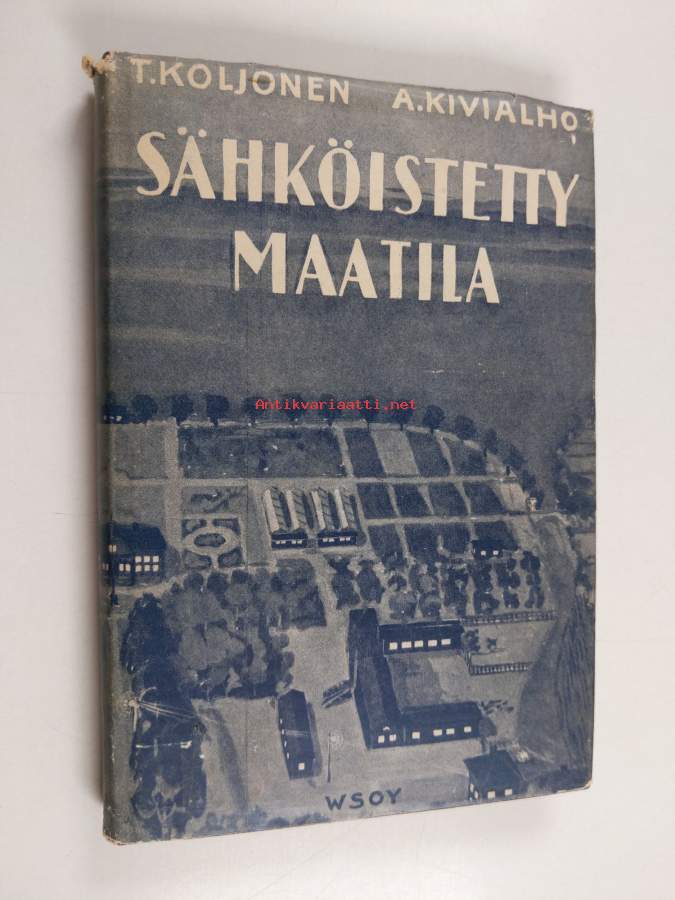 T. KOLJONEN A. KIVIALHO
SÄHKÖISTETTY
MAATILA
Antikvariaatti.net
WSOY